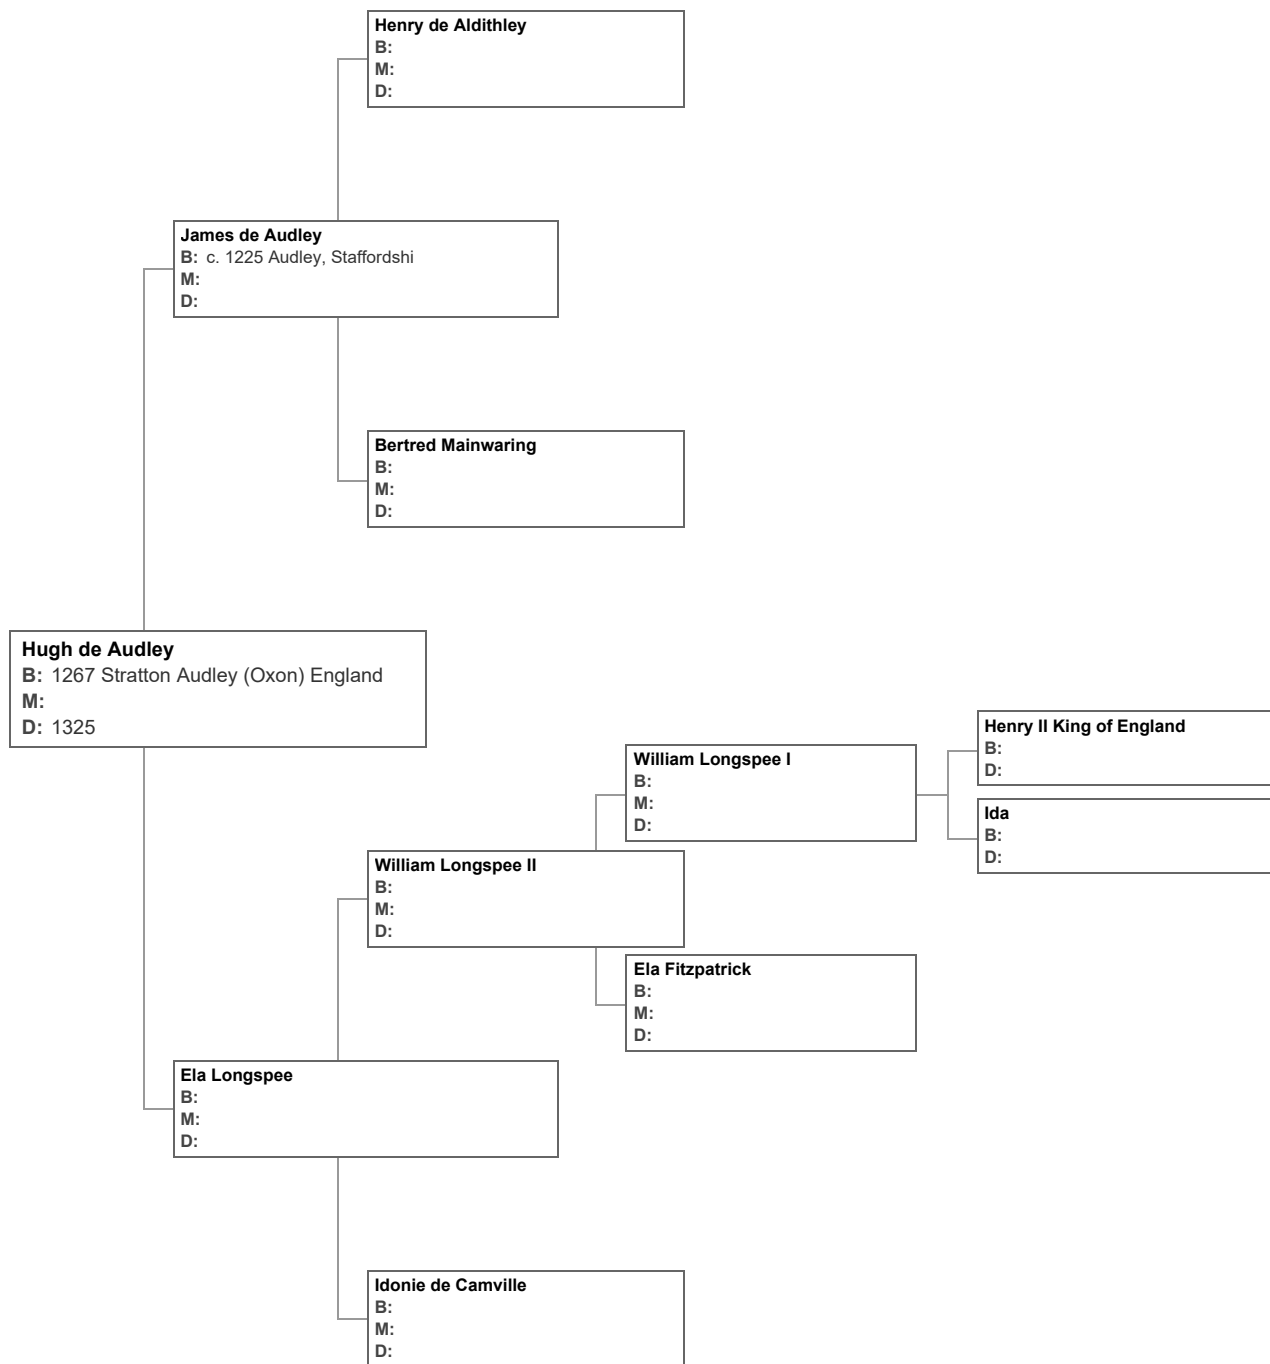 Henry de Aldithley
B:
M:
D:
James de Audley
B: c. 1225 Audley, Staffordshi
M:
D:
Bertred Mainwaring
B:
M:
D:
Hugh de Audley
B: 1267 Stratton Audley (Oxon) England
M:
D: 1325
Henry II King of England
B:
D:
William Longspee I
B:
M:
D:
Ida
B:
D:
William Longspee II
B:
M:
D:
Ela Fitzpatrick
B:
M:
D:
Ela Longspee
B:
M:
D:
Idonie de Camville
B:
M:
D: